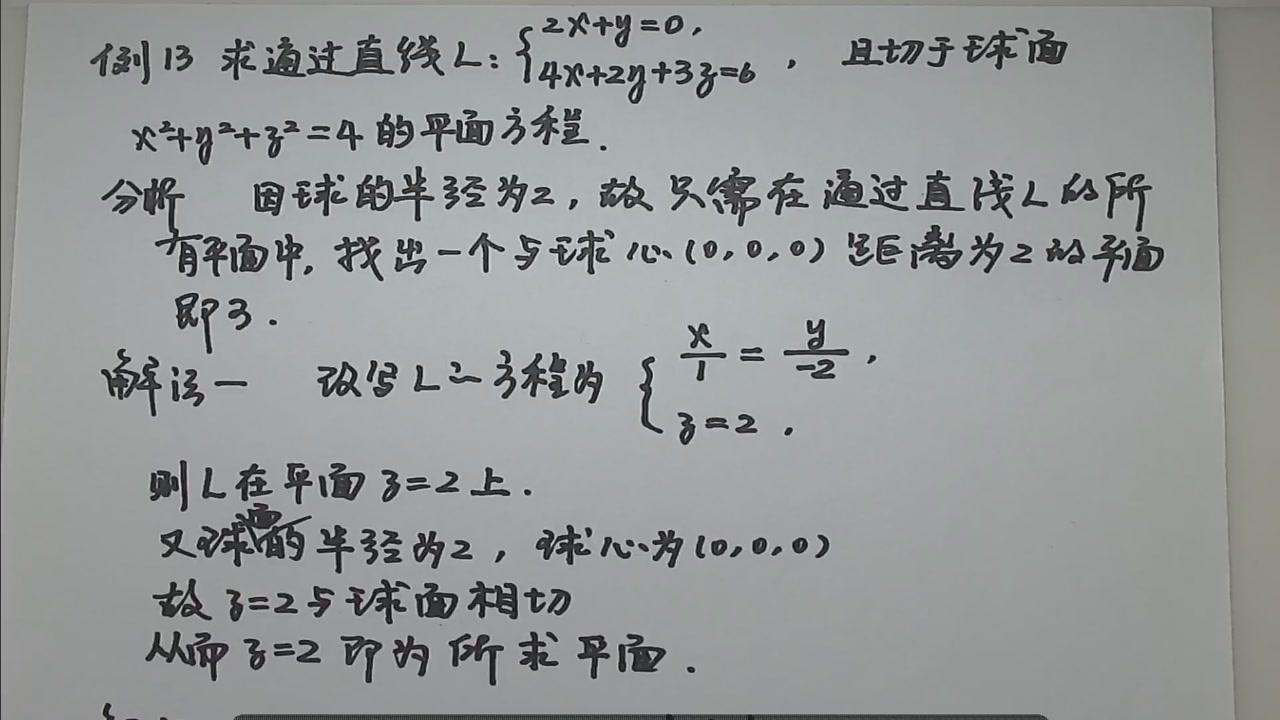 例13 求通过直线L: { 2x+y=0, 4x+2y+3z=6 , 且切于球面
x²+y²+z²=4 的平面方程.
分析 因球的半径为2, 故只需在通过直线L的所
有平面中, 找出一个与球心(0,0,0)距离为2的平面
即可.
解法一 改写L之方程为 { x/1 = y/-2 , z=2 .
则L在平面z=2上.
又球面的半径为2, 球心为(0,0,0)
故z=2与球面相切
从而z=2即为所求平面.